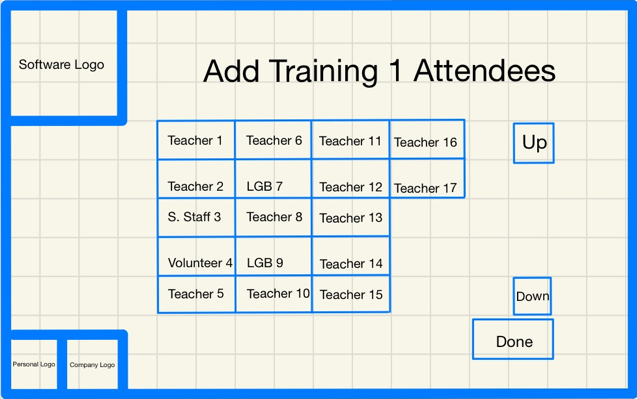 Software Logo
Add Training 1 Attendees
Teacher 1 Teacher 6 Teacher 11 Teacher 16
Up
Teacher 2 LGB 7 Teacher 12 Teacher 17
S. Staff 3 Teacher 8 Teacher 13
Volunteer 4 LGB 9 Teacher 14
Teacher 5 Teacher 10 Teacher 15
Down
Done
Personal Logo Company Logo